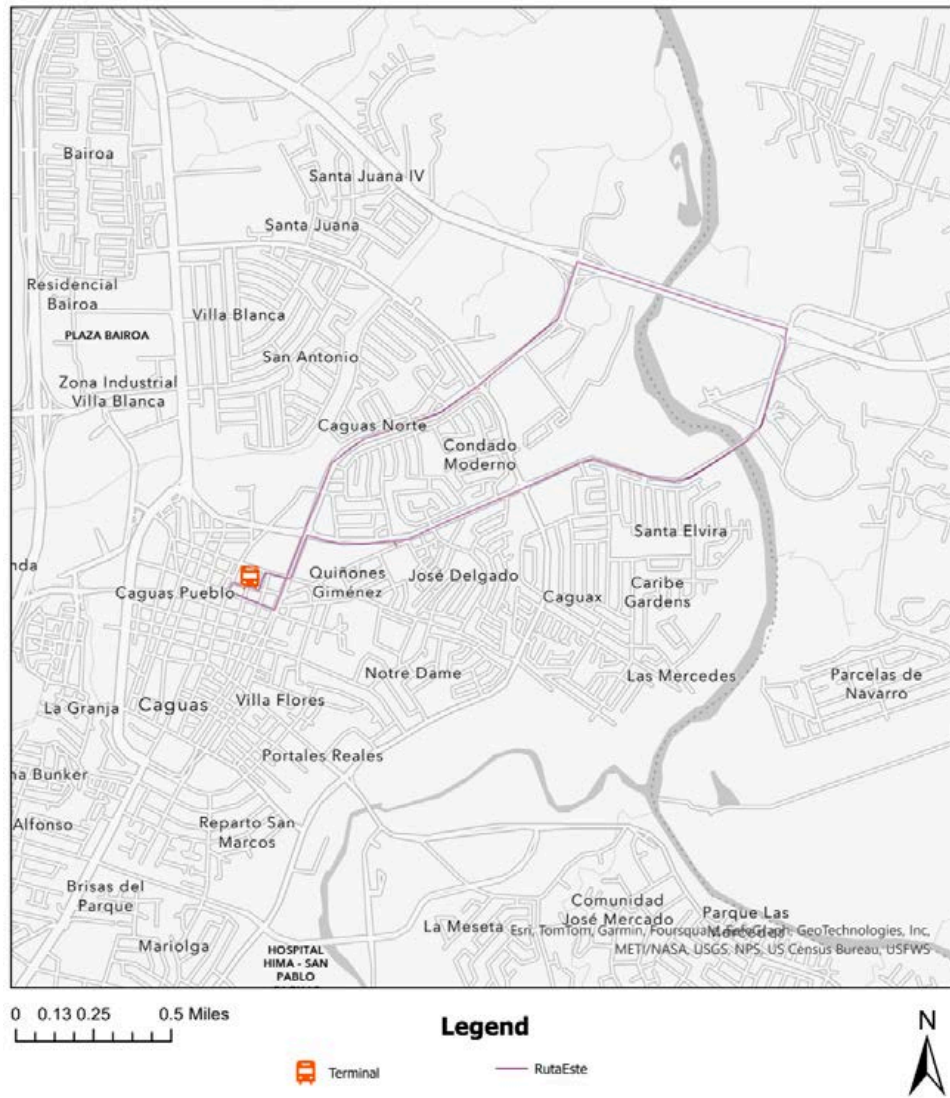 Bairoa
Santa Juana IV
Santa Juana
Residencial
Bairoa
Villa Blanca
PLAZA BAIROA
San Antonio
Zona Industrial
Villa Blanca
Caguas Norte
Condado
Moderno
Santa Elvira
nda
Quiñones
Giménez
José Delgado
Caguas Pueblo
Caguax
Caribe
Gardens
Notre Dame
Las Mercedes
Parcelas de
Navarro
La Granja
Caguas
Villa Flores
Portales Reales
na Bunker
Alfonso
Reparto San
Marcos
Brisas del
Parque
Comunidad
José Mercado
Parque Las
La Meseta
Mariolga
HOSPITAL
HIMA - SAN
PABLO
Esri, TomTom, Garmin, Foursquare, GeoTechnologies, Inc,
METI/NASA, USGS, NPS, US Census Bureau, USFWS
0 0.13 0.25 0.5 Miles
Legend
N
Terminal
RutaEste